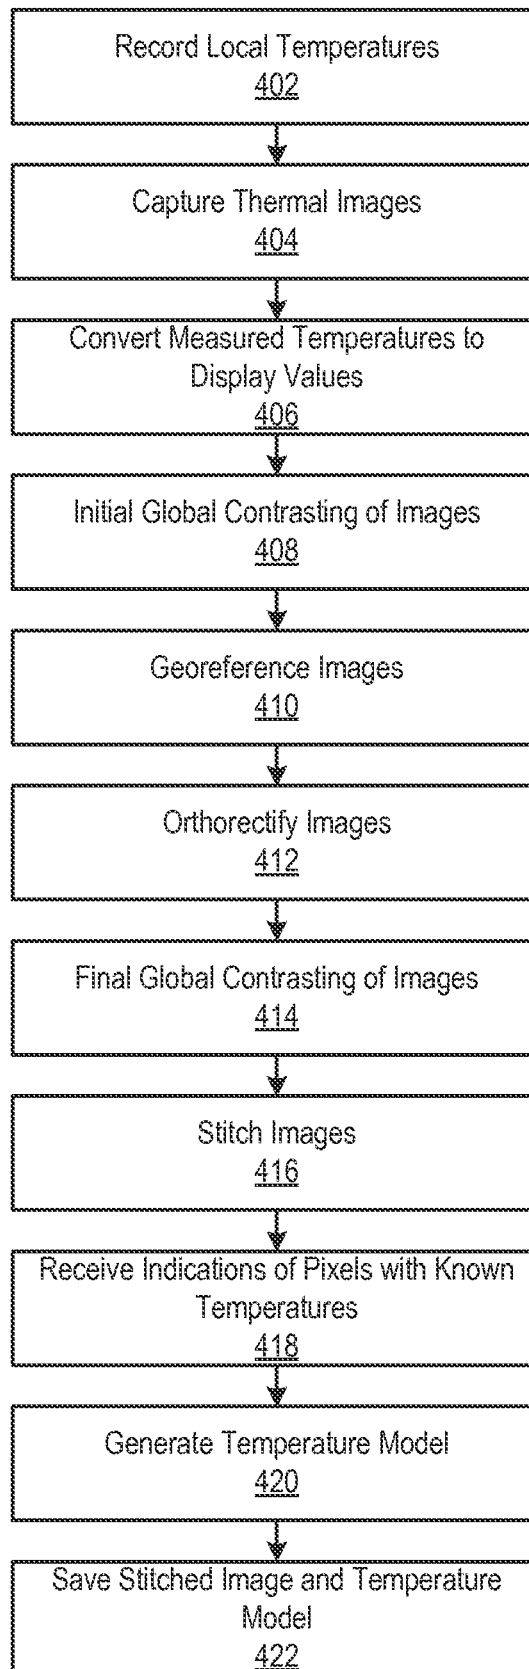 Record Local Temperatures
402
Capture Thermal Images
404
Convert Measured Temperatures to
Display Values
406
Initial Global Contrasting of Images
408
Georeference Images
410
Orthorectify Images
412
Final Global Contrasting of Images
414
Stitch Images
416
Receive Indications of Pixels with Known
Temperatures
418
Generate Temperature Model
420
Save Stitched Image and Temperature
Model
422